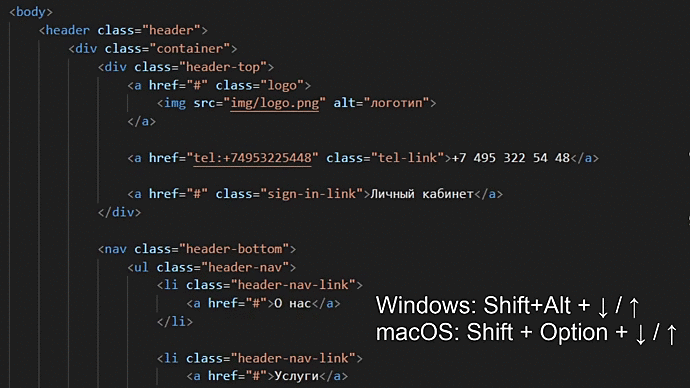 <body>
<header class="header">
<div class="container">
<div class="header-top">
<a href="#" class="logo">
<img src="img/logo.png" alt="логотип">
</a>
<a href="tel:+74953225448" class="tel-link">+7 495 322 54 48</a>
<a href="#" class="sign-in-link">Личный кабинет</a>
</div>
<nav class="header-bottom">
<ul class="header-nav">
<li class="header-nav-link">
<a href="#">О нас</a>
</li>
<li class="header-nav-link">
<a href="#">Услуги</a>
Windows: Shift+Alt + ↓ / ↑
macOS: Shift + Option + ↓ / ↑